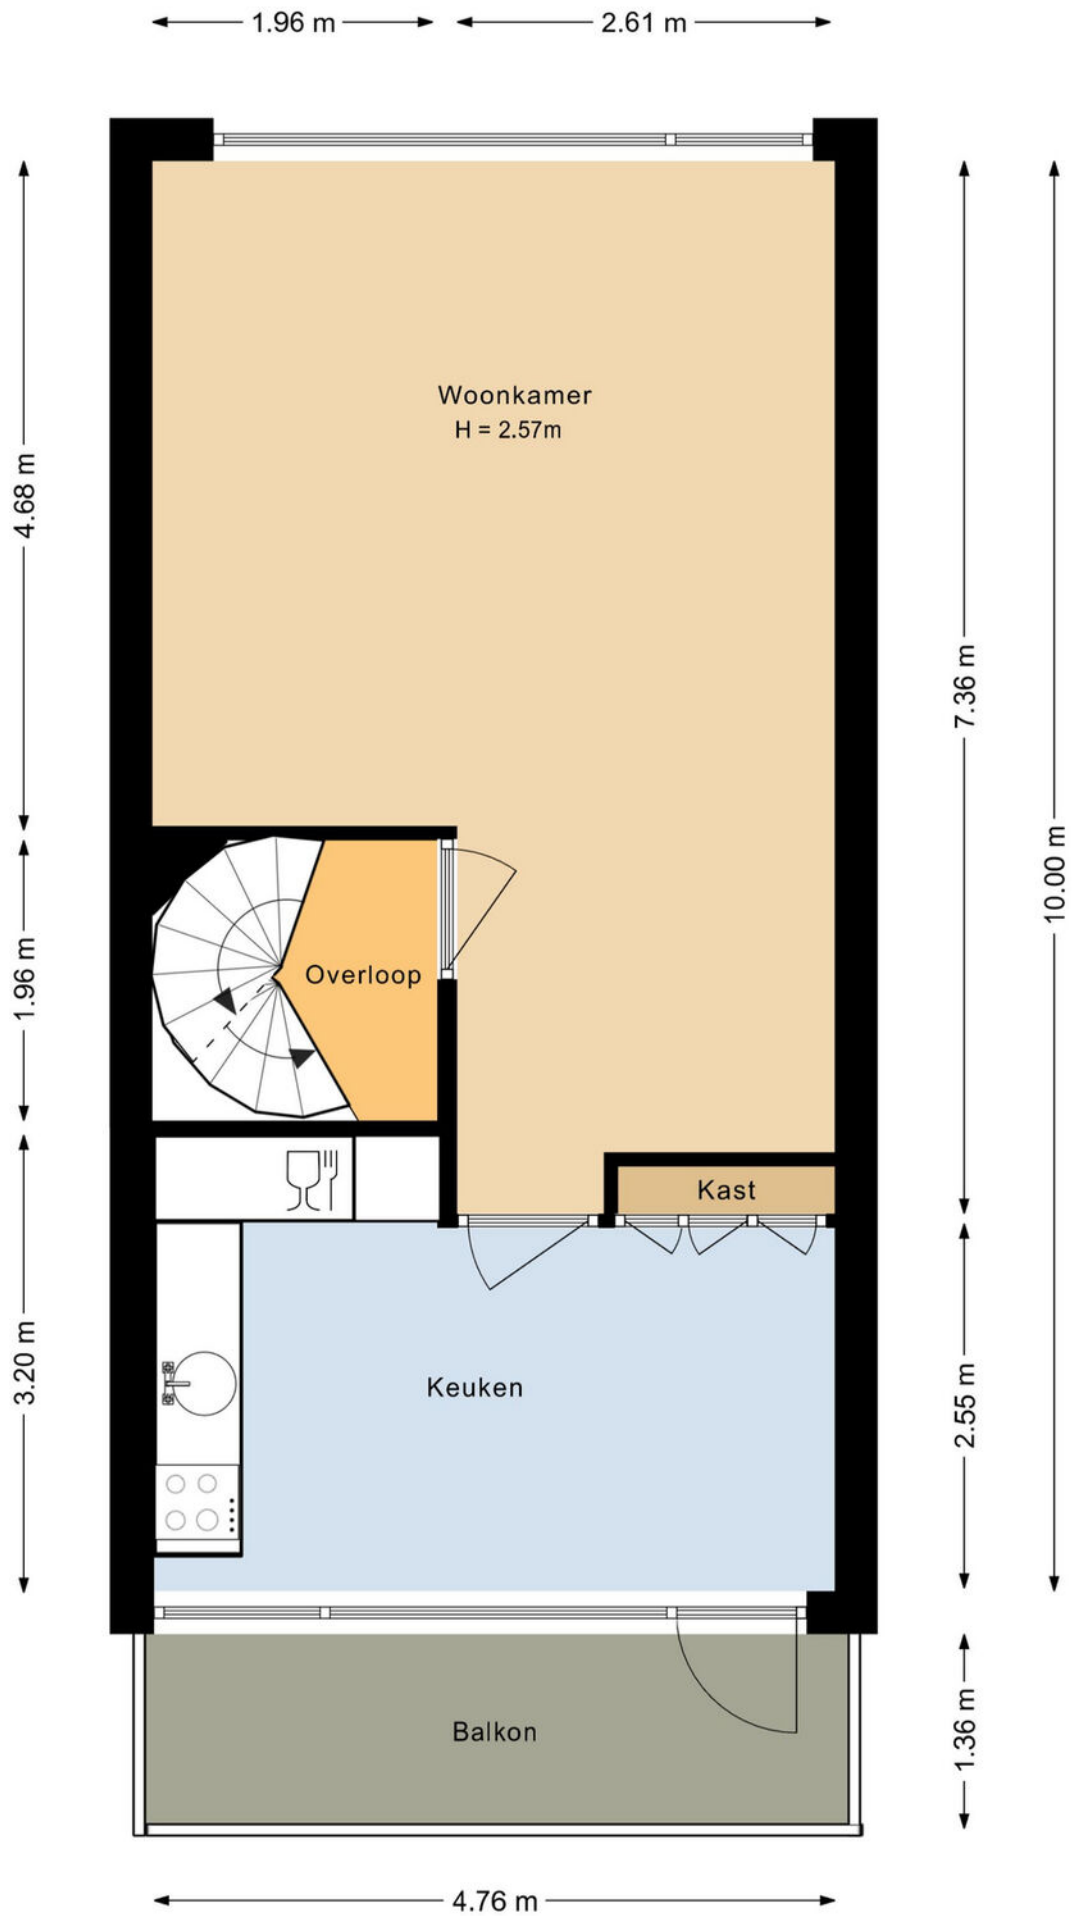 1.96 m
2.61 m
Woonkamer
H = 2.57m
4.68 m
7.36 m
10.00 m
1.96 m
Overloop
Kast
3.20 m
Keuken
2.55 m
Balkon
1.36 m
4.76 m